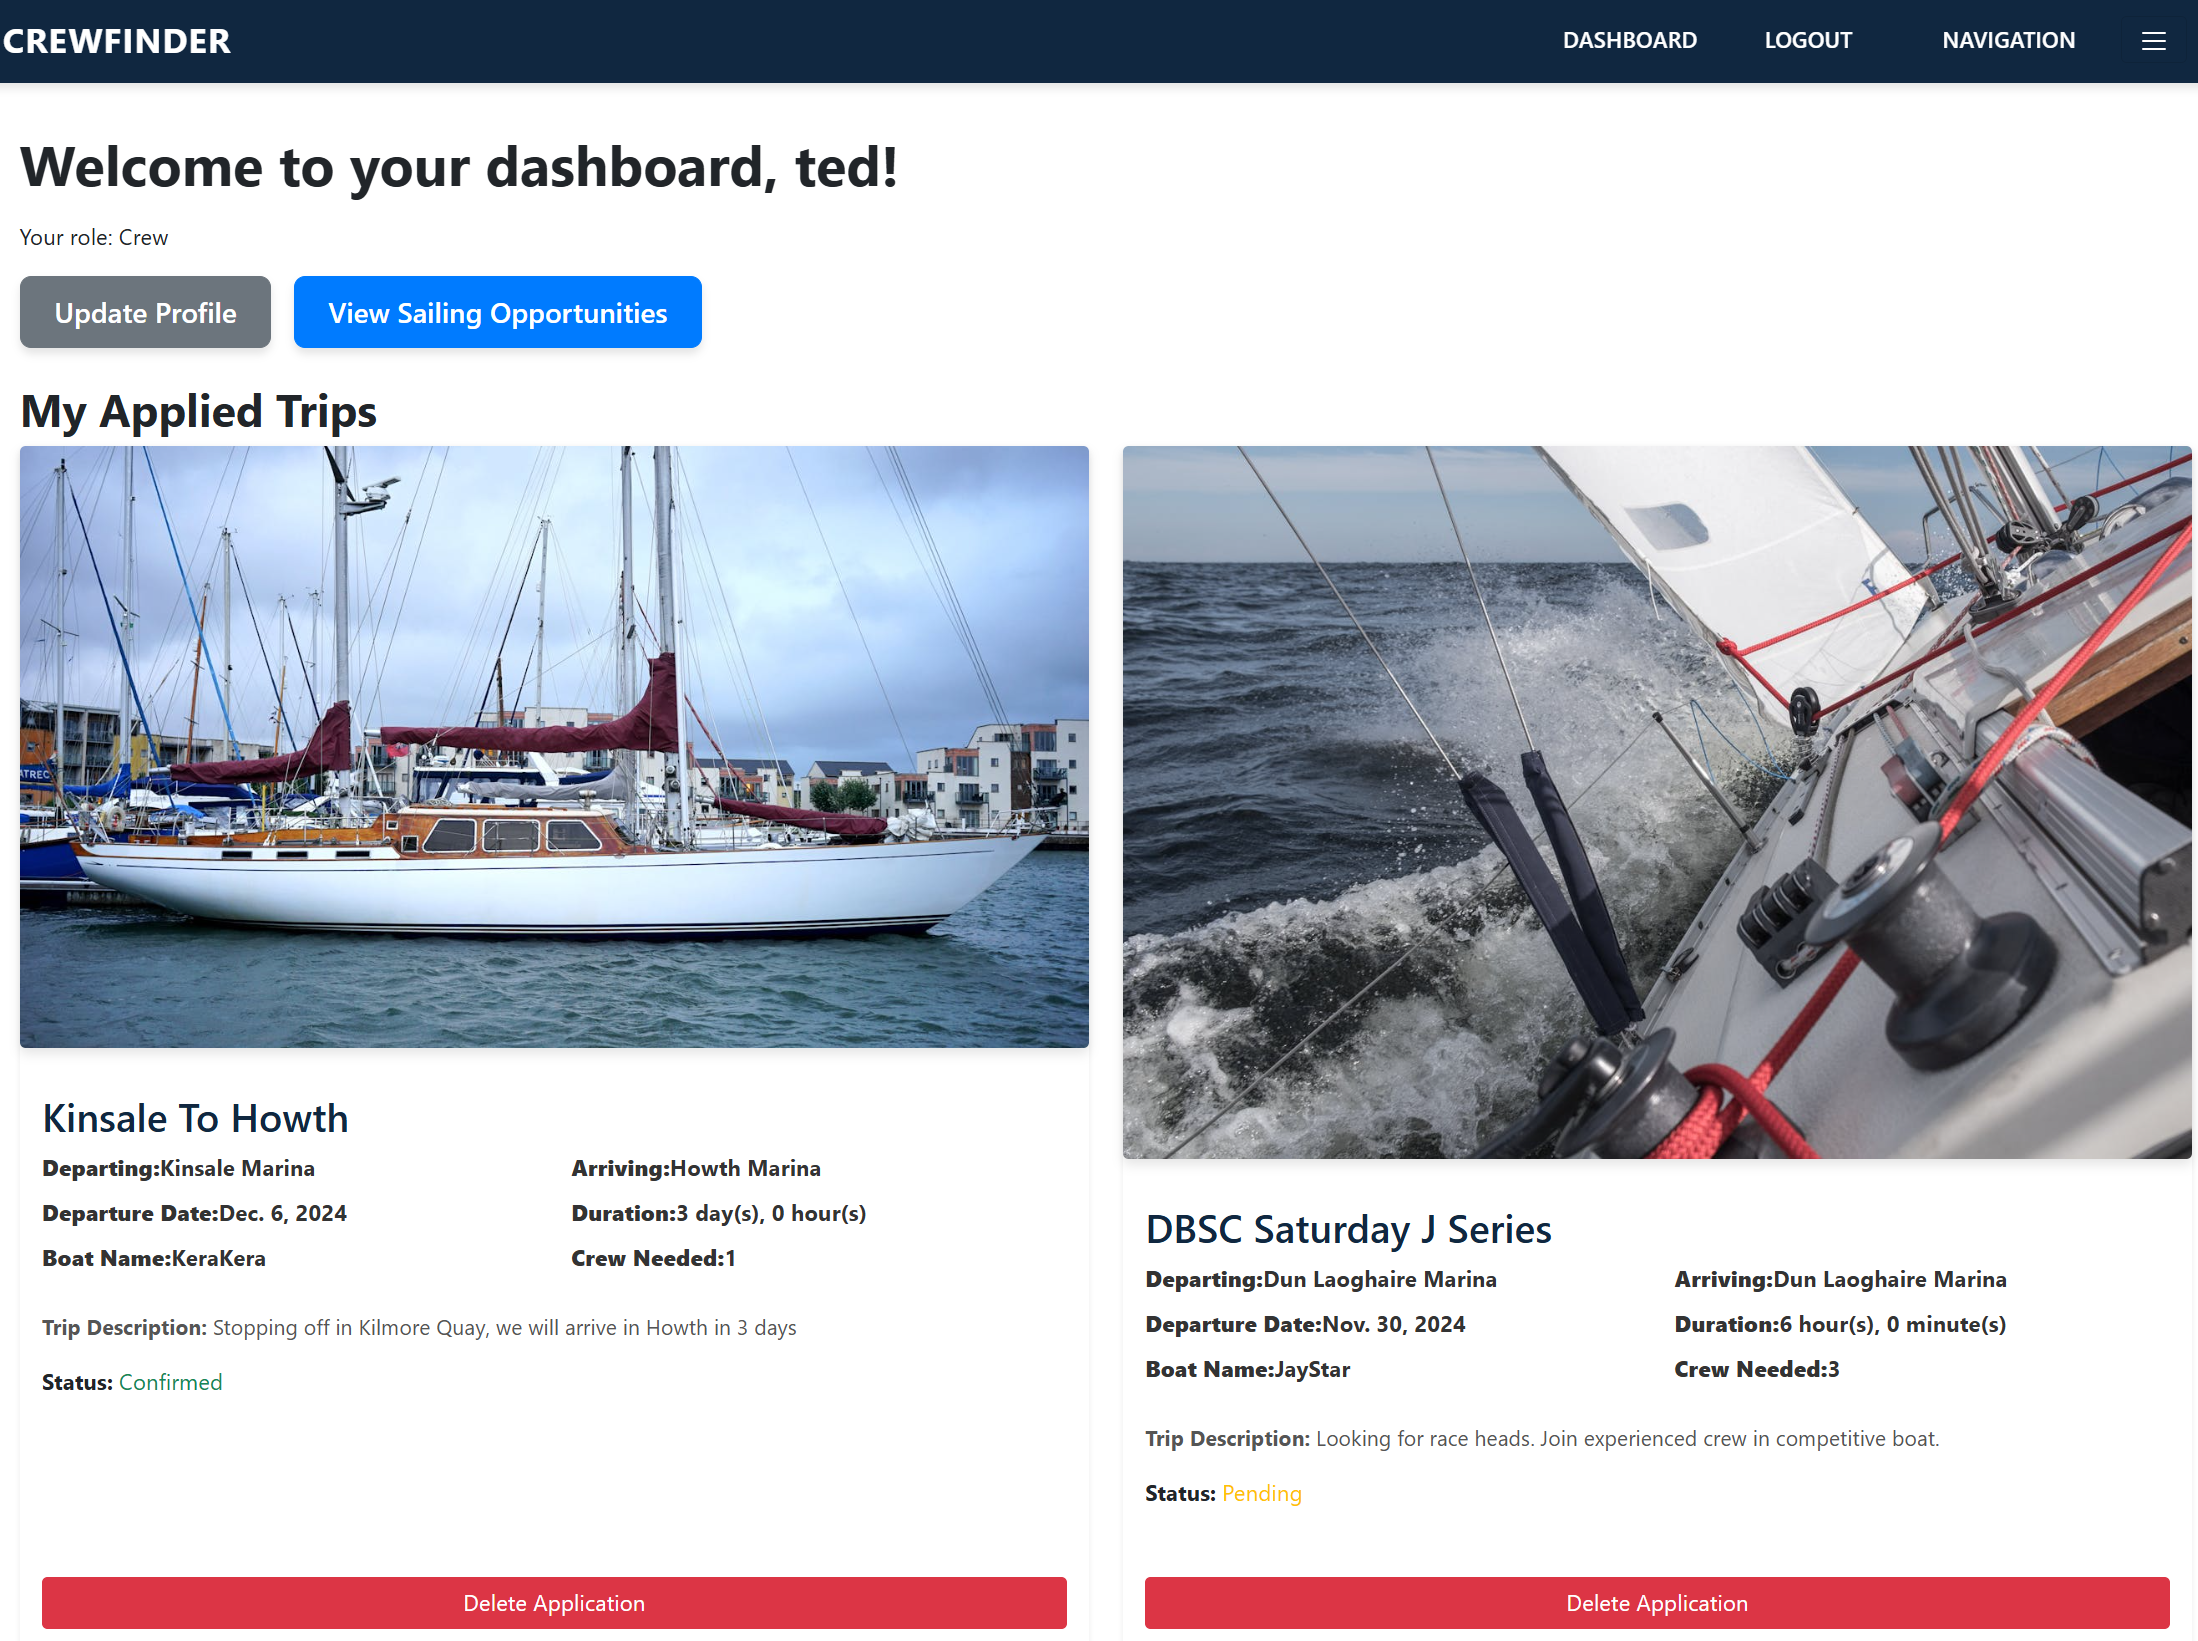 CREWFINDER
DASHBOARD LOGOUT NAVIGATION
Welcome to your dashboard, ted!
Your role: Crew
Update Profile
View Sailing Opportunities
My Applied Trips
ATREC
Kinsale To Howth
Departing:Kinsale Marina
Arriving:Howth Marina
Departure Date:Dec. 6, 2024
Duration:3 day(s), 0 hour(s)
Boat Name:KeraKera
Crew Needed:1
Trip Description: Stopping off in Kilmore Quay, we will arrive in Howth in 3 days
Status: Confirmed
Delete Application
DBSC Saturday J Series
Departing:Dun Laoghaire Marina
Arriving:Dun Laoghaire Marina
Departure Date:Nov. 30, 2024
Duration:6 hour(s), 0 minute(s)
Boat Name:JayStar
Crew Needed:3
Trip Description: Looking for race heads. Join experienced crew in competitive boat.
Status: Pending
Delete Application